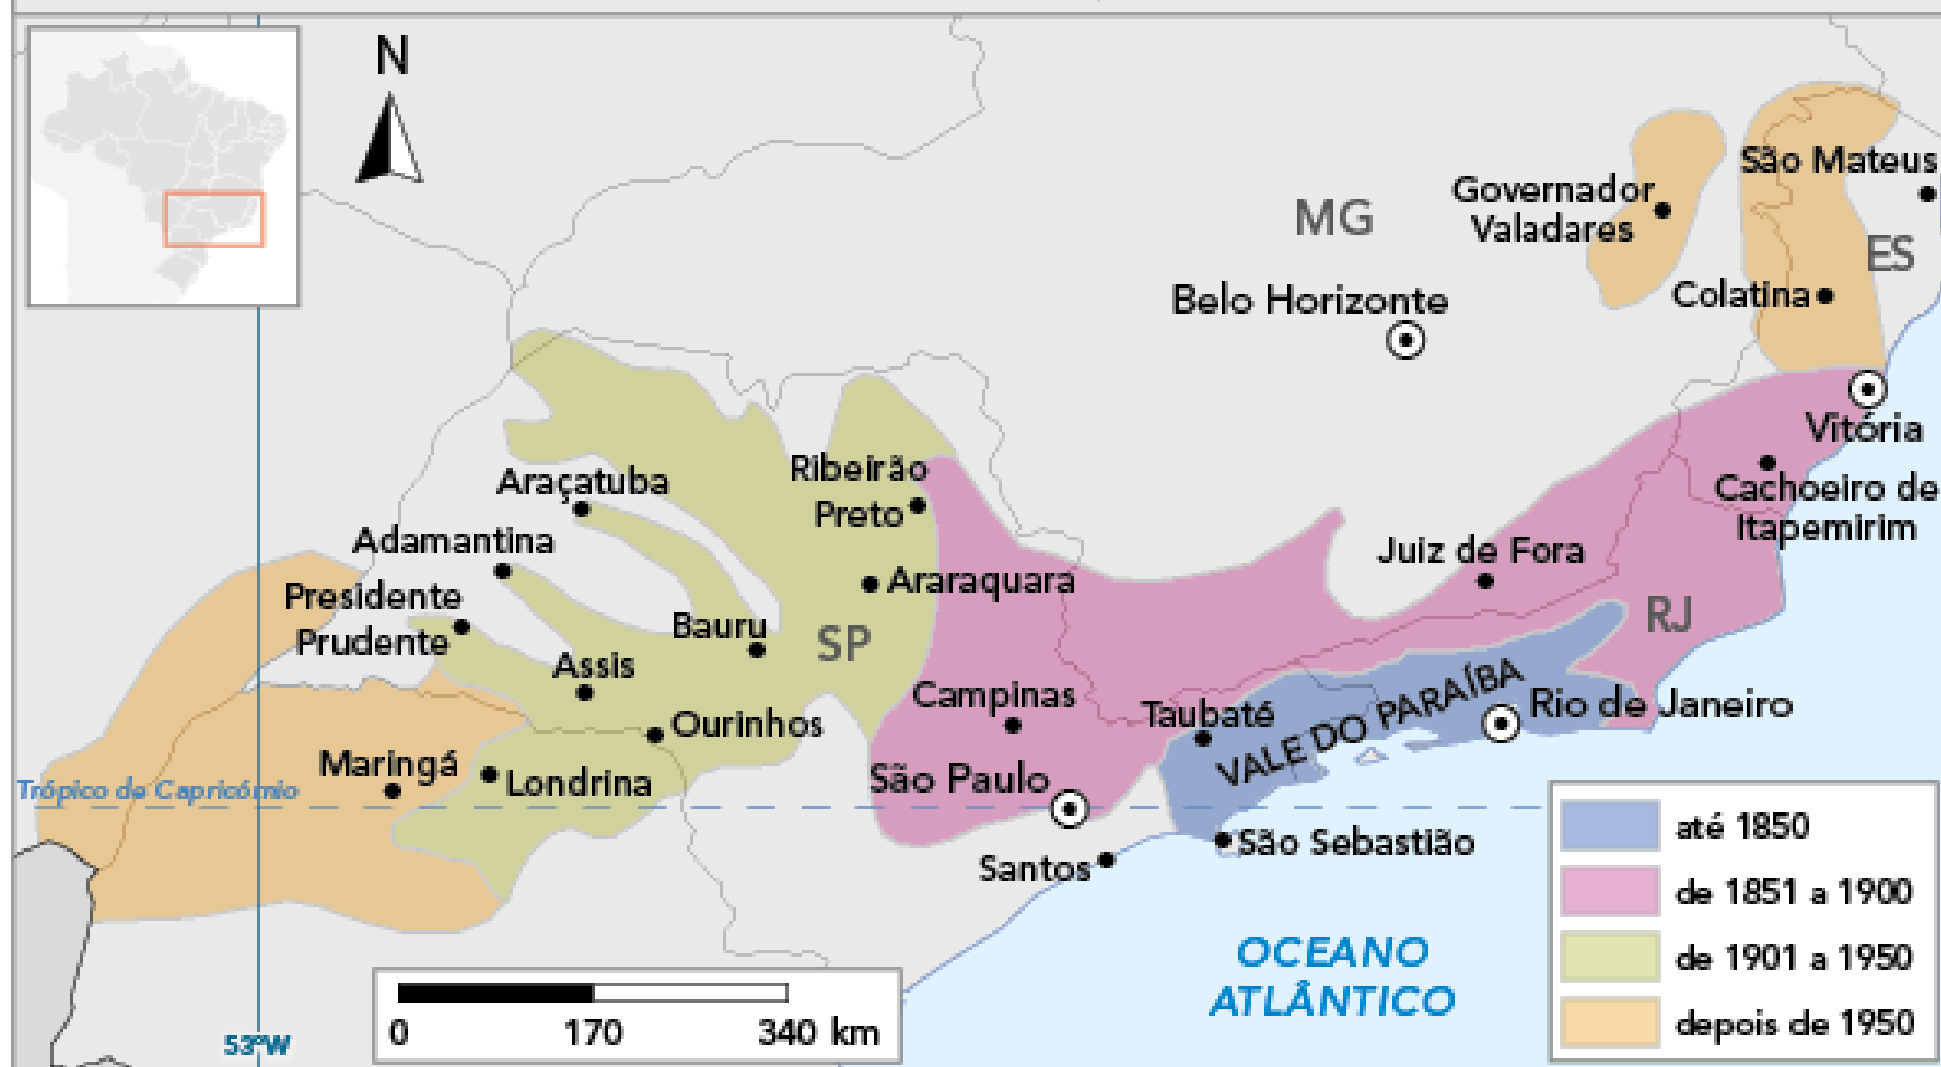 N
São Mateus
Governador
Valadares
MG
ES
Belo Horizonte
Colatina
Vitória
Ribeirão
Preto
Araçatuba
Cachoeiro de
Itapemirim
Adamantina
Juiz de Fora
Araraquara
Presidente
Prudente
Bauru
SP
RJ
Assis
Campinas
Taubaté
VALE DO PARAÍBA
Rio de Janeiro
Ourinhos
Maringá
Londrina
São Paulo
Trópico de Capricórnio
São Sebastião
Santos
até 1850
de 1851 a 1900
de 1901 a 1950
depois de 1950
OCEANO
ATLÂNTICO
0 170 340 km
53°W